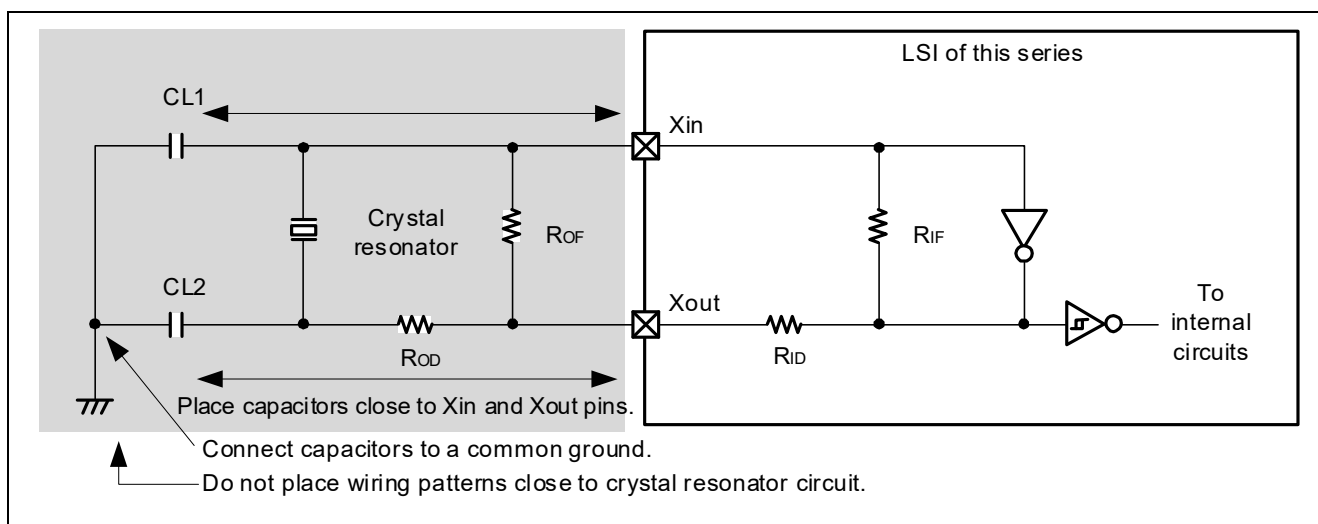 LSI of this series
CL1
Xin
Crystal
resonator
ROF
RIF
CL2
Xout
To
internal
circuits
ROD
RID
Place capacitors close to Xin and Xout pins.
Connect capacitors to a common ground.
Do not place wiring patterns close to crystal resonator circuit.